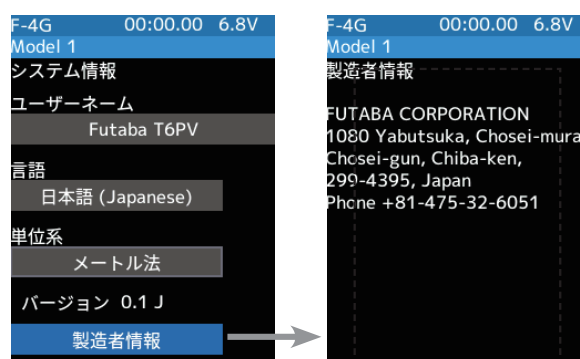 F-4G 00:00.00 6.8V
Model 1
システム情報
ユーザーネーム
Futaba T6PV
言語
日本語 (Japanese)
単位系
メートル法
バージョン 0.1 J
製造者情報
F-4G 00:00.00 6.8V
Model 1
製造者情報
FUTABA CORPORATION
1080 Yabutsuka, Chosei-mura
Chosei-gun, Chiba-ken,
299-4395, Japan
Phone +81-475-32-6051